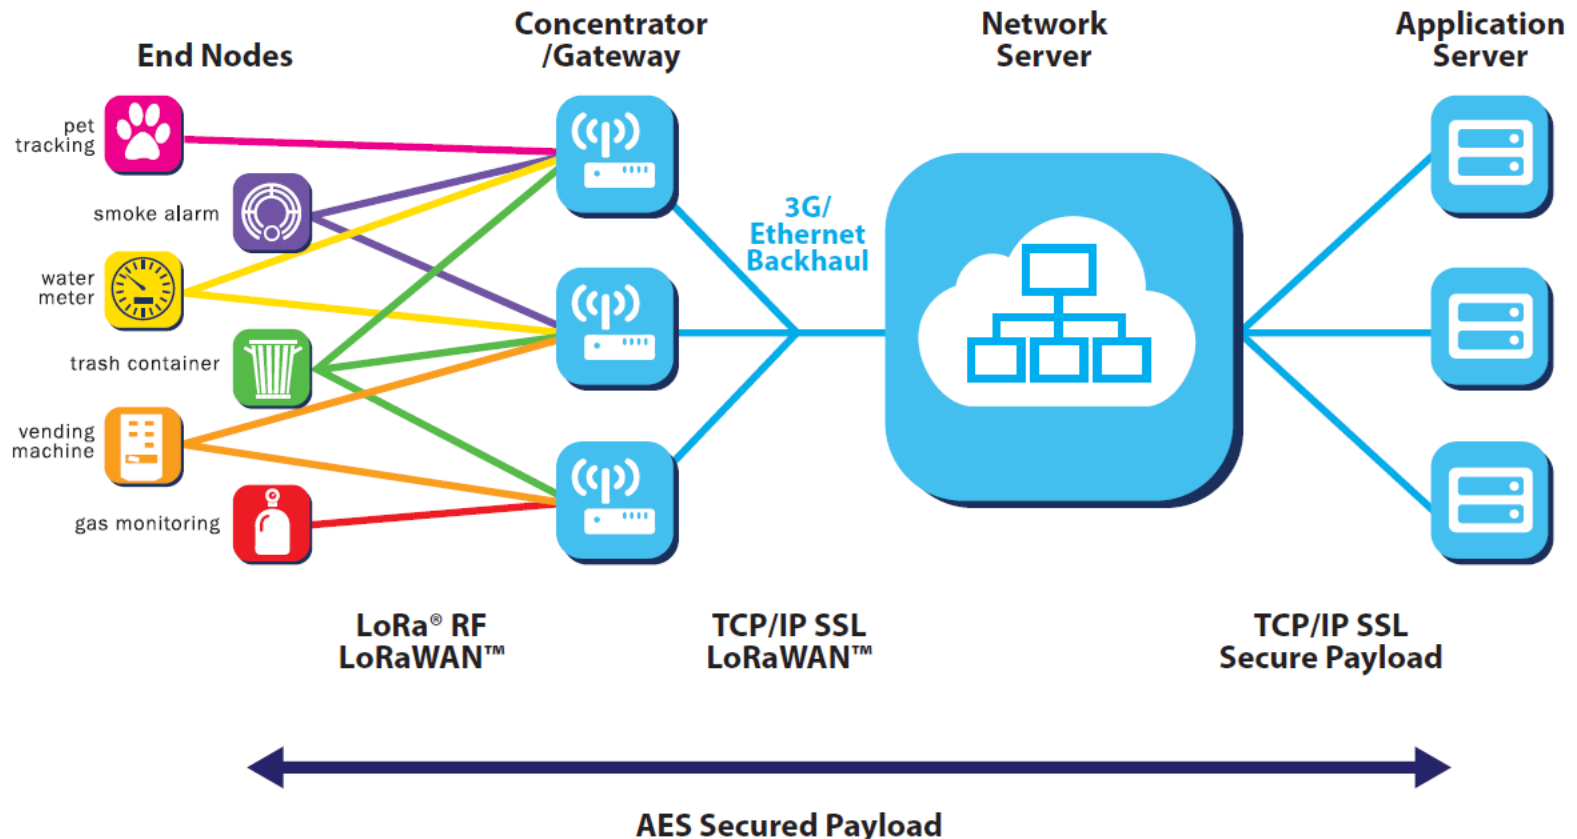 End Nodes
Concentrator
/Gateway
Network
Server
Application
Server
pet
tracking
smoke alarm
water
meter
trash container
vending
machine
gas monitoring
3G/
Ethernet
Backhaul
LoRa® RF
LoRaWAN™
TCP/IP SSL
LoRaWAN™
TCP/IP SSL
Secure Payload
AES Secured Payload